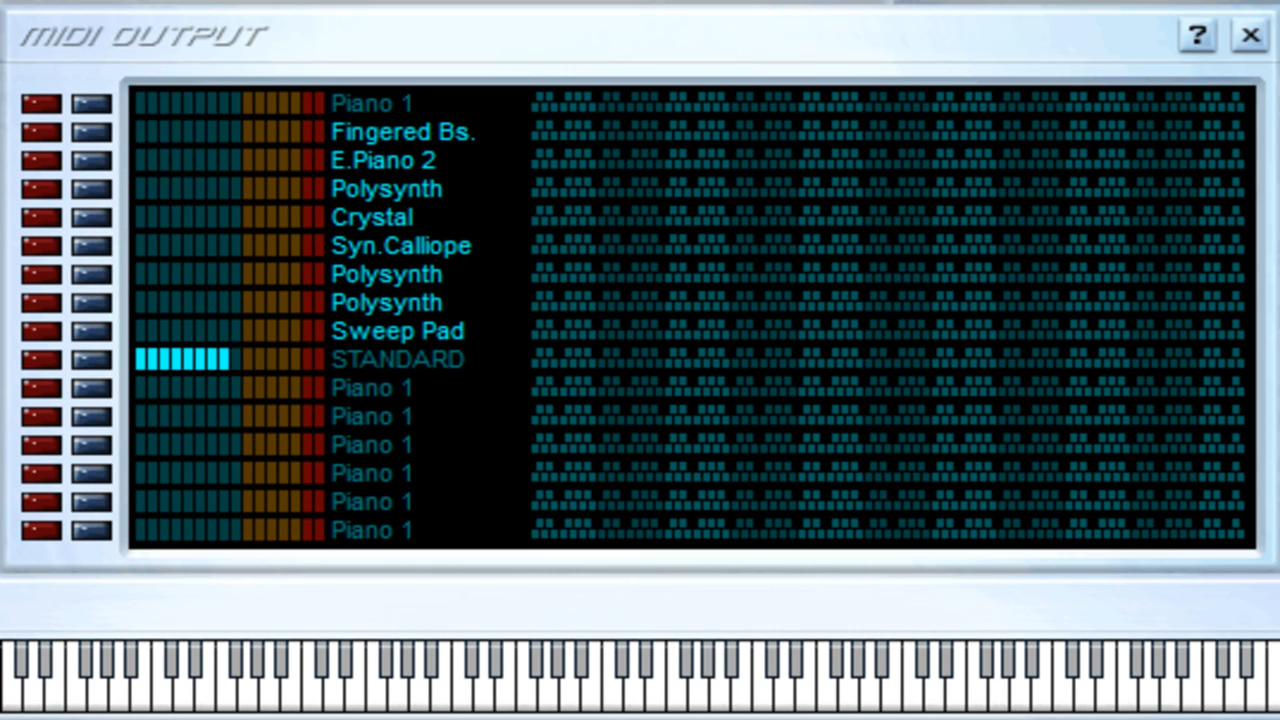 MIDI OUTPUT ? ×
Piano 1
Fingered Bs.
E.Piano 2
Polysynth
Crystal
Syn.Calliope
Polysynth
Polysynth
Sweep Pad
STANDARD
Piano 1
Piano 1
Piano 1
Piano 1
Piano 1
Piano 1